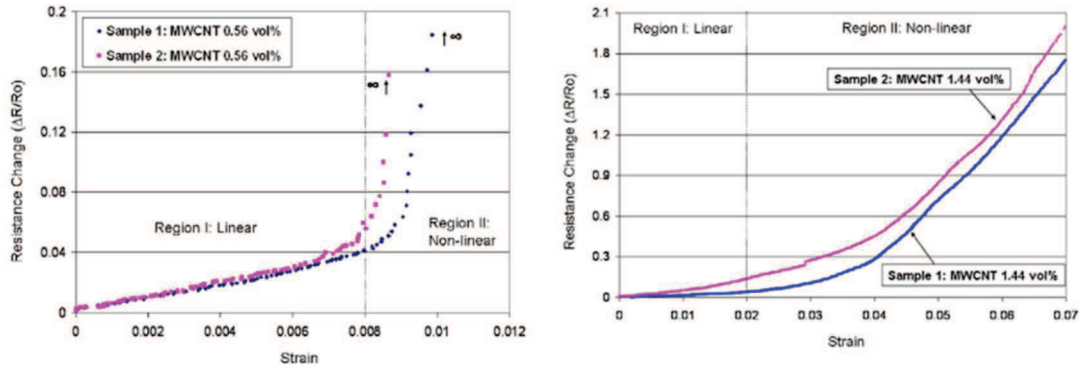 0.2
0.16
0.12
0.08
0.04
0
Resistance Change (ΔR/Ro)
Sample 1: MWCNT 0.56 vol%
Sample 2: MWCNT 0.56 vol%
∞ ↑
↑ ∞
Region I: Linear
Region II:
Non-linear
0
0.002
0.004
0.006
0.008
0.01
0.012
Strain
2.1
1.8
1.5
1.2
0.9
0.6
0.3
0
Resistance Change (ΔR/Ro)
Region I: Linear
Region II: Non-linear
Sample 2: MWCNT 1.44 vol%
Sample 1: MWCNT 1.44 vol%
0
0.01
0.02
0.03
0.04
0.05
0.06
0.07
Strain